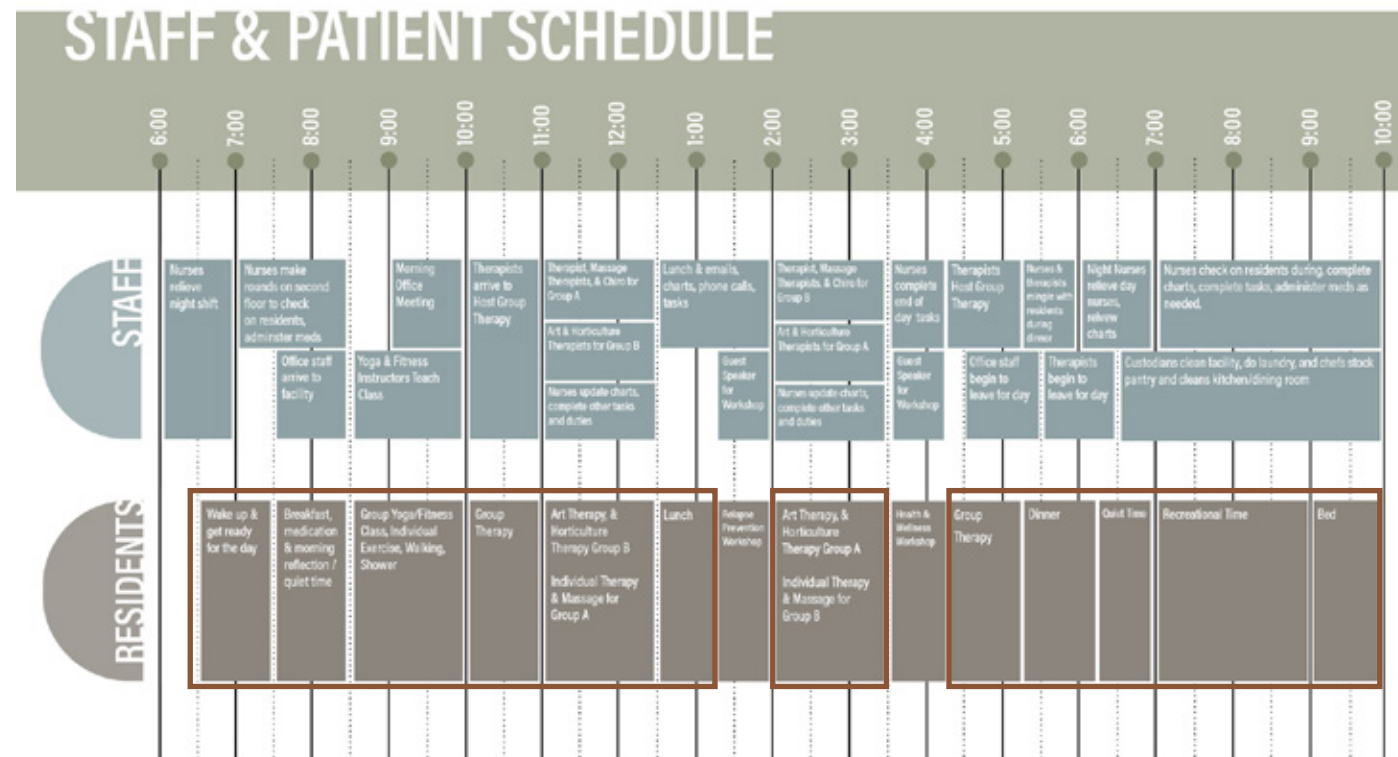 STAFF & PATIENT SCHEDULE
6:00
7:00
8:00
9:00
10:00
11:00
12:00
1:00
2:00
3:00
4:00
5:00
6:00
7:00
8:00
9:00
10:00
STAFF
Nurses
relieve
night shift
Nurses make
rounds on second
floor to check
on residents,
adminster meds
Office staff
arrive to
facility
Morning
Office
Meeting
Yoga & Fitness
Instructors Teach
Class
Therapists
arrive to
Host Group
Therapy
Therapist, Massage
Therapists, & Chiro for
Group A
Art & Horticulture
Therapists for Group B
Nurses update charts,
complete other tasks
and duties
Lunch & emails,
charts, phone calls,
tasks
Guest
Speaker
for
Workshop
Therapist, Massage
Therapists, & Chiro for
Group B
Art & Horticulture
Therapists for Group A
Nurses update charts,
complete other tasks
and duties
Nurses
complete
end of
day tasks
Guest
Speaker
for
Workshop
Therapists
Host Group
Therapy
Office staff
begin to
leave for day
Nurses &
therapists
mingle with
residents
during
dinner
Therapists
begin to
leave for day
Night Nurses
relieve day
nurses,
review
charts
Nurses check on residents during, complete
charts, complete tasks, administer meds as
needed.
Custodians clean facility, do laundry, and chefs stock
pantry and cleans kitchen/dining room
RESIDENTS
Wake up &
get ready
for the day
Breakfast,
medication
& morning
reflection /
quiet time
Group Yoga/Fitness
Class, Individual
Exercise, Walking,
Shower
Group
Therapy
Art Therapy, &
Horticulture
Therapy Group B
Individual Therapy
& Massage for
Group A
Lunch
Relapse
Prevention
Workshop
Art Therapy, &
Horticulture
Therapy Group A
Individual Therapy
& Massage for
Group B
Health &
Wellness
Workshop
Group
Therapy
Dinner
Quiet Time
Recreational Time
Bed